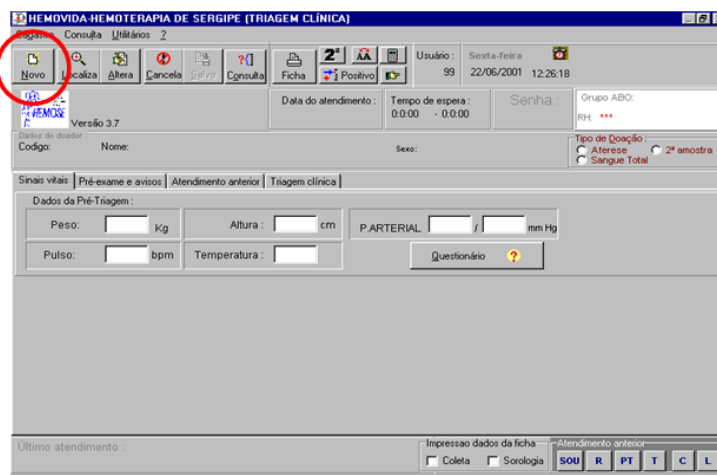 HEMOVIDA-HEMOTERAPIA DE SERGIPE (TRIAGEM CLÍNICA)
Consulta Utilitários ?
Novo Localiza Altera Cancela Salva Consulta Ficha 2ª Positivo
Usuário : 99
Sexta-feira
22/06/2001 12:26:18
HEMOSE
Versão 3.7
Data do atendimento :
Tempo de espera :
0:0:00 - 0:0:00
Senha :
Grupo ABO:
RH: ***
Dados do doador :
Codigo: Nome: Sexo:
Tipo de Doação :
Aferese 2ª amostra
Sangue Total
Sinais vitais Pré-exame e avisos Atendimento anterior Triagem clínica
Dados da Pré-Triagem :
Peso: Kg Altura : cm P.ARTERIAL / mm Hg
Pulso: bpm Temperatura : Questionário ?
Último atendimento :
Impressao dados da ficha
Coleta Sorologia
Atendimento anterior
SOU R PT T C L